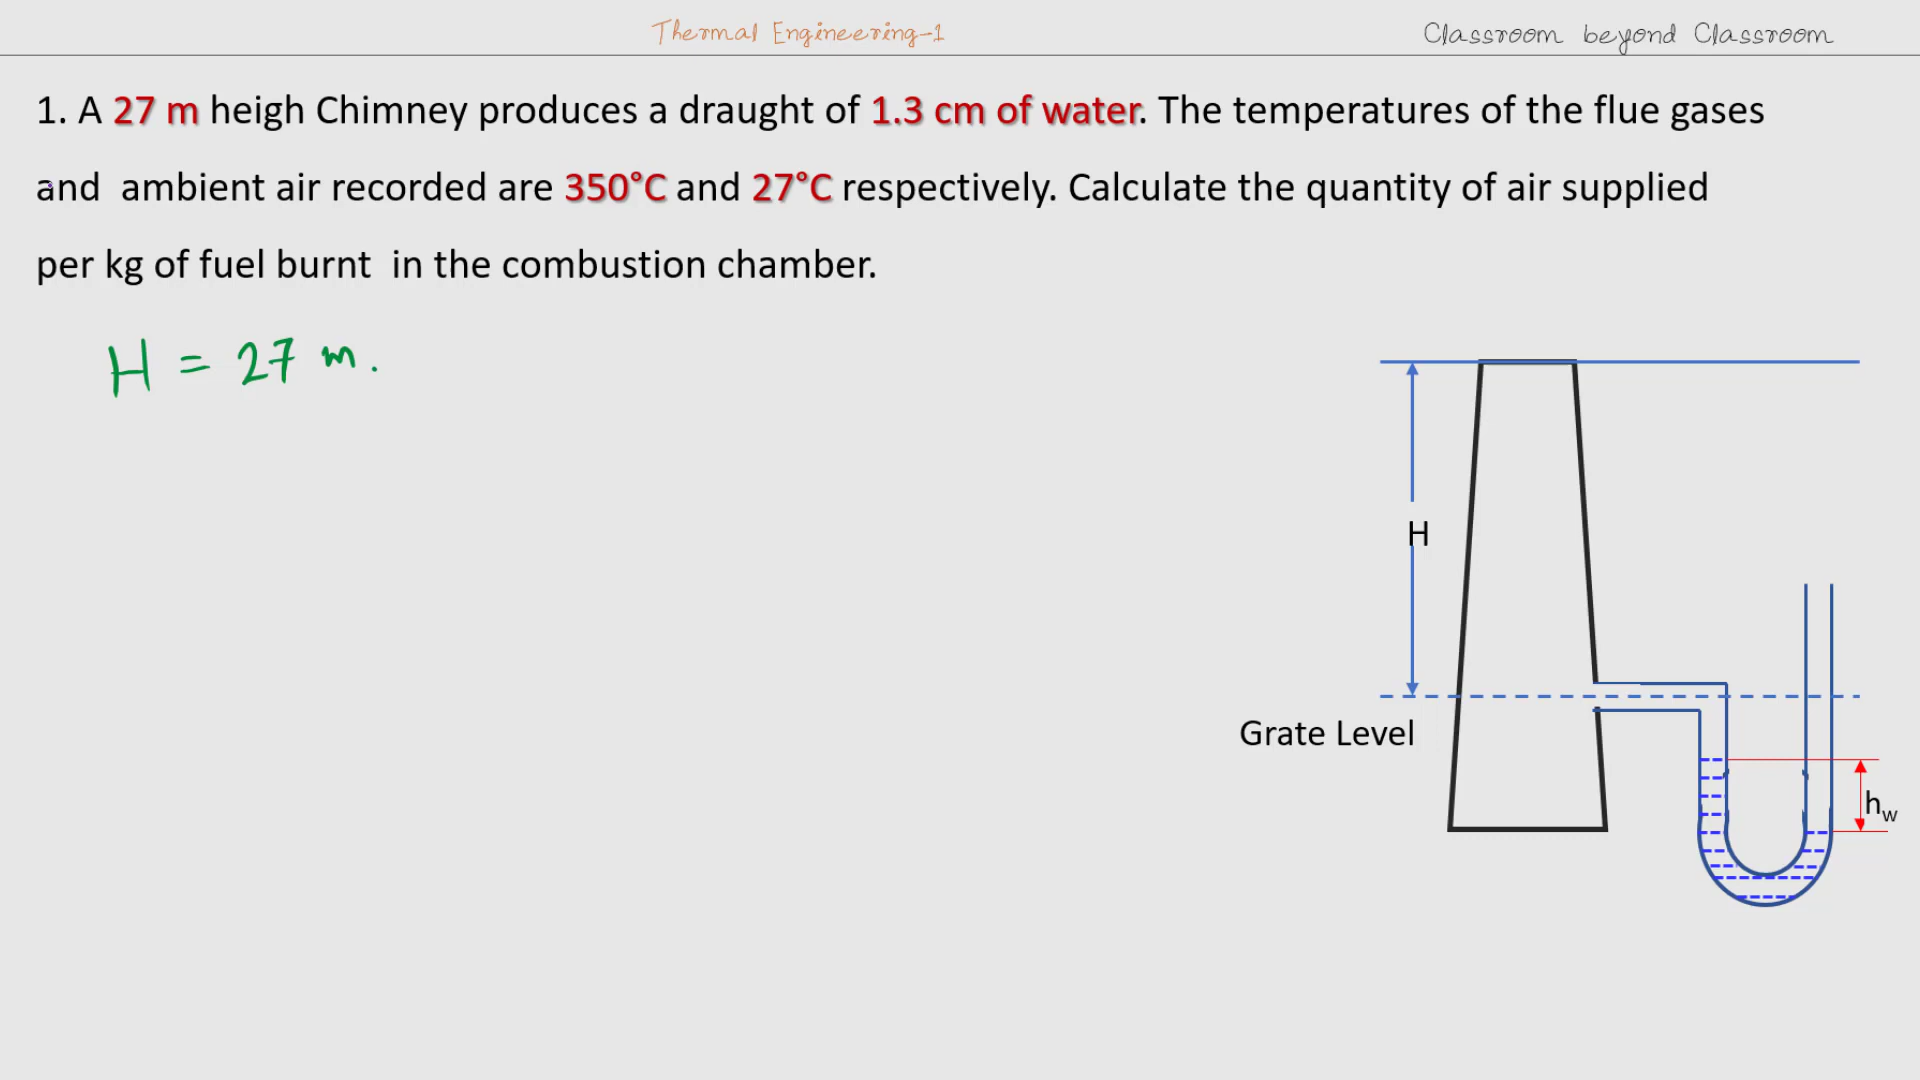 Thermal Engineering-1
Classroom beyond Classroom
1. A 27 m heigh Chimney produces a draught of 1.3 cm of water. The temperatures of the flue gases
and ambient air recorded are 350°C and 27°C respectively. Calculate the quantity of air supplied
per kg of fuel burnt in the combustion chamber.
H = 27 m.
H
Grate Level
hw